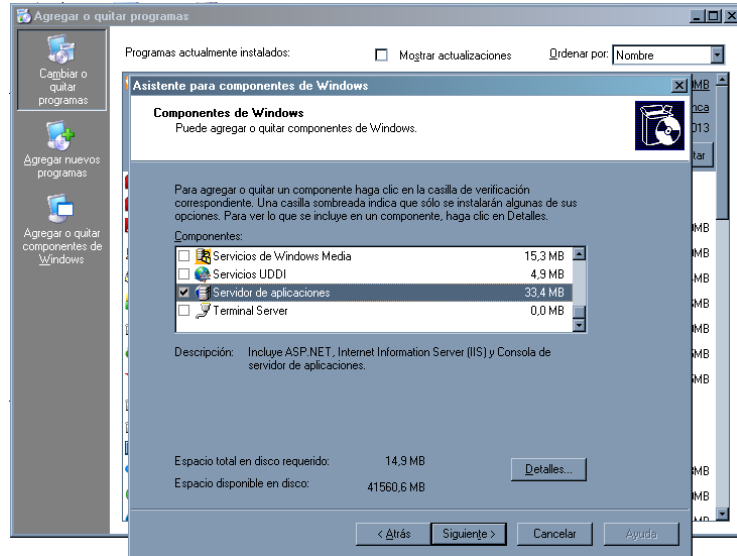 Agregar o quitar programas
Cambiar o
quitar
programas
Agregar nuevos
programas
Agregar o quitar
componentes de
Windows
Programas actualmente instalados:
Mostrar actualizaciones
Ordenar por:
Nombre
Asistente para componentes de Windows
Componentes de Windows
Puede agregar o quitar componentes de Windows.
Para agregar o quitar un componente haga clic en la casilla de verificación
correspondiente. Una casilla sombreada indica que sólo se instalarán algunas de sus
opciones. Para ver lo que se incluye en un componente, haga clic en Detalles.
Componentes:
Servicios de Windows Media 15,3 MB
Servicios UDDI 4,9 MB
Servidor de aplicaciones 33,4 MB
Terminal Server 0,0 MB
Descripción: Incluye ASP.NET, Internet Information Server (IIS) y Consola de
servidor de aplicaciones.
Espacio total en disco requerido: 14,9 MB
Espacio disponible en disco: 41560,6 MB
Detalles...
< Atrás
Siguiente >
Cancelar
Ayuda